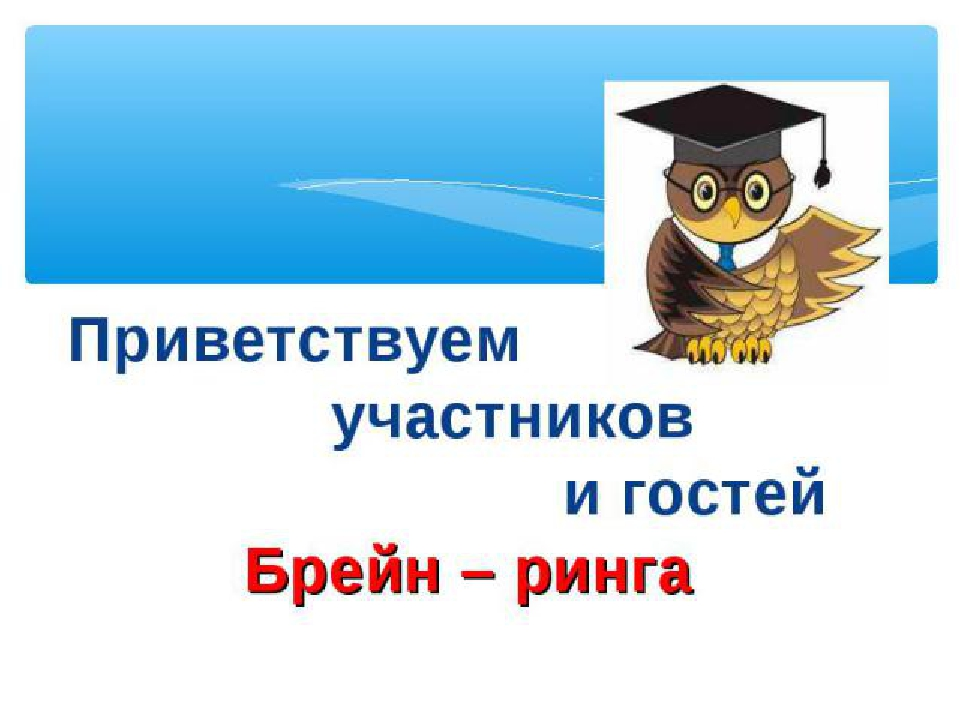 Приветствуем
участников
и гостей
Брейн – ринга